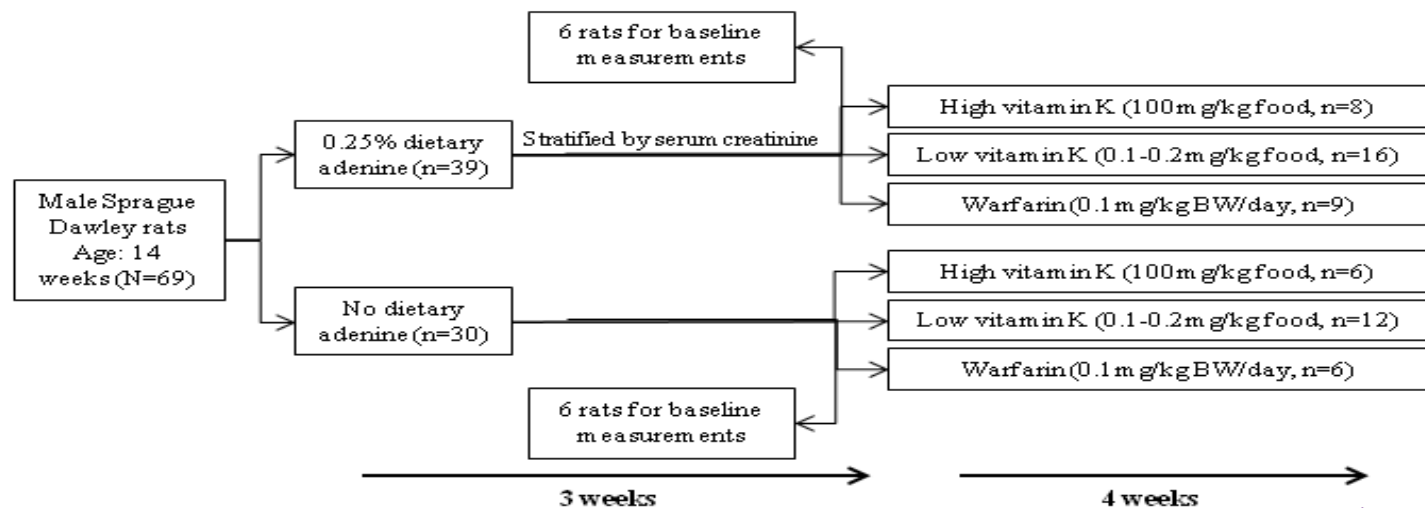 Male Sprague
Dawley rats
Age: 14
weeks (N=69)
0.25% dietary
adenine (n=39)
No dietary
adenine (n=30)
Stratified by serum creatinine
6 rats for baseline
measurements
High vitamin K (100mg/kg food, n=8)
Low vitamin K (0.1-0.2mg/kg food, n=16)
Warfarin (0.1mg/kg BW/day, n=9)
High vitamin K (100mg/kg food, n=6)
Low vitamin K (0.1-0.2mg/kg food, n=12)
Warfarin (0.1mg/kg BW/day, n=6)
6 rats for baseline
measurements
3 weeks
4 weeks